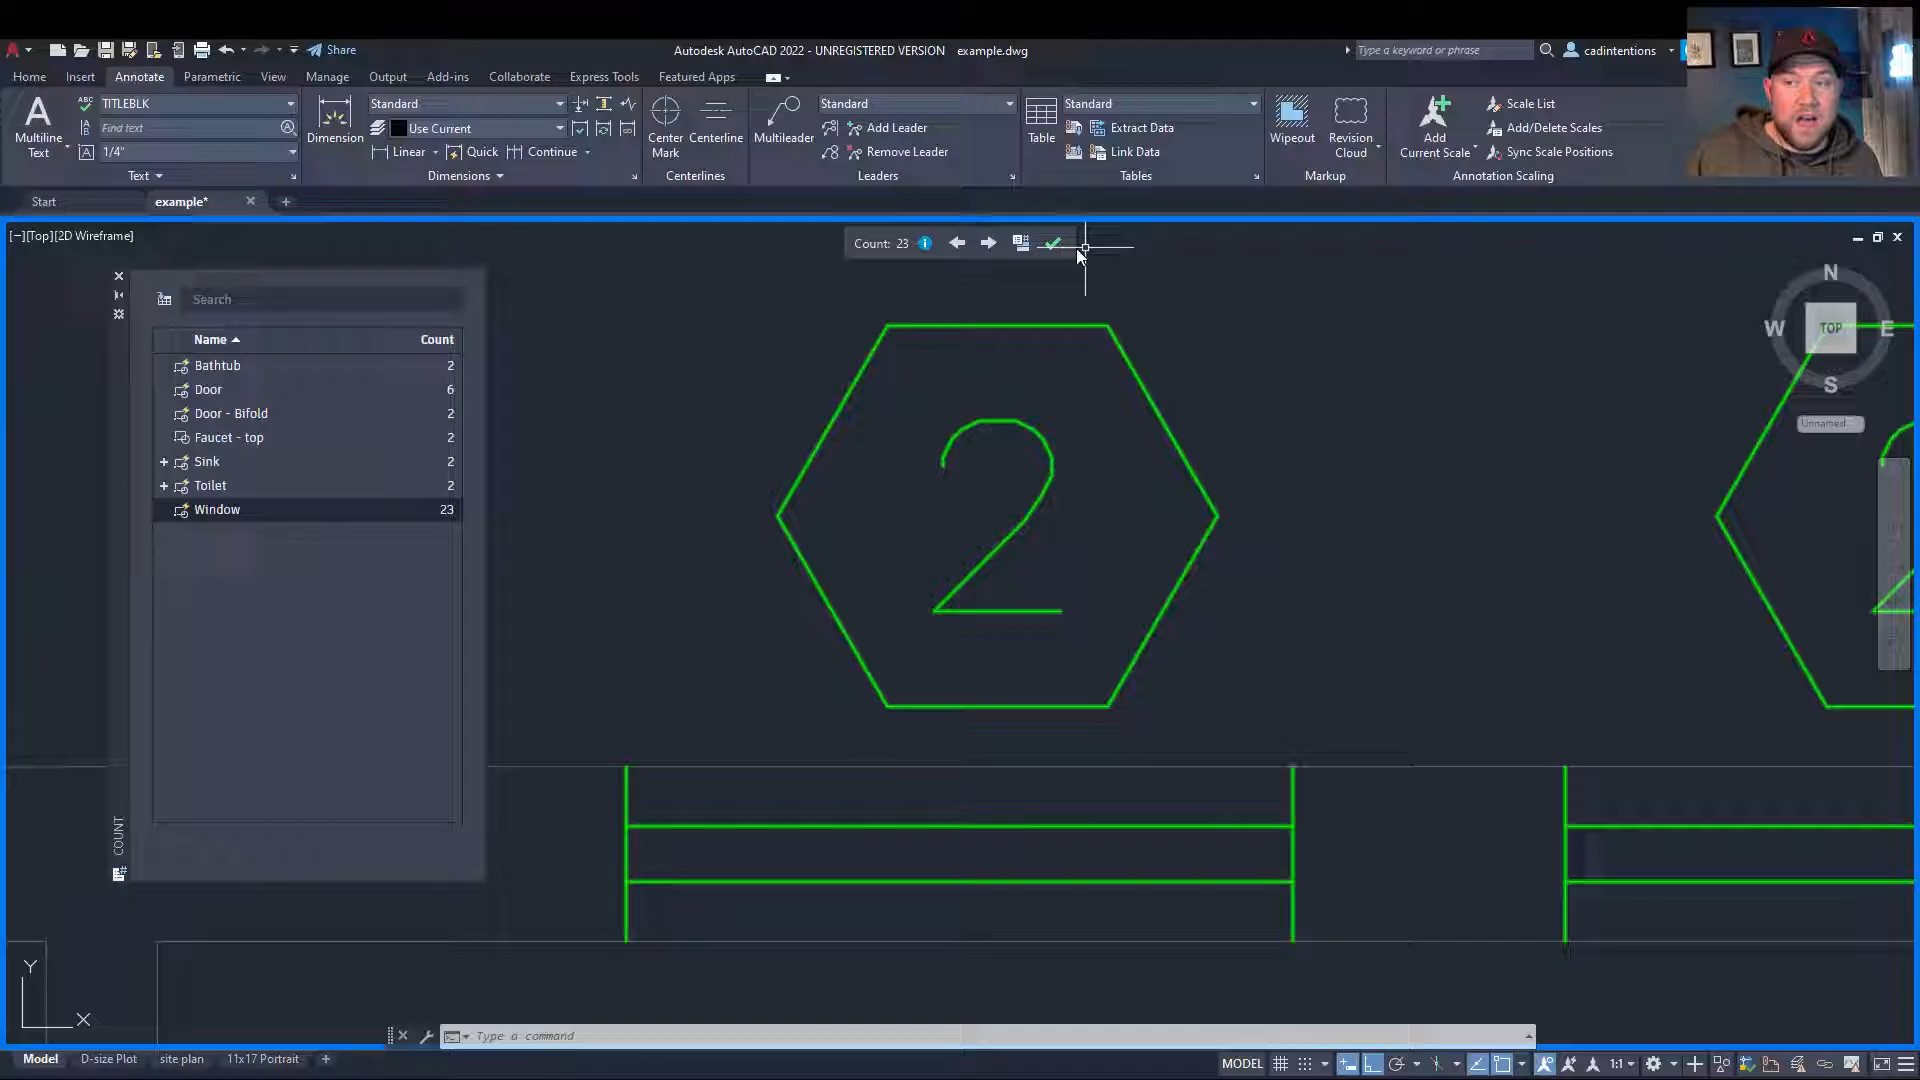 Share
Autodesk AutoCAD 2022 - UNREGISTERED VERSION example.dwg
Type a keyword or phrase
cadintentions
Home Insert Annotate Parametric View Manage Output Add-ins Collaborate Express Tools Featured Apps
A
Multiline
Text
ABC
TITLEBLK
Find text
1/4"
Text
Dimension
Standard
Use Current
Linear Quick Continue
Dimensions
Center
Mark
Centerline
Centerlines
Multileader
Standard
Add Leader
Remove Leader
Leaders
Table
Standard
Extract Data
Link Data
Tables
Wipeout
Revision
Cloud
Markup
Add
Current Scale
Scale List
Add/Delete Scales
Sync Scale Positions
Annotation Scaling
Start example*
[−][Top][2D Wireframe]
Count: 23
Search
Name Count
Bathtub 2
Door 6
Door - Bifold 2
Faucet - top 2
Sink 2
Toilet 2
Window 23
COUNT
2
N
W TOP E
S
Unnamed
Y
X
Type a command
Model D-size Plot site plan 11x17 Portrait
MODEL 1:1